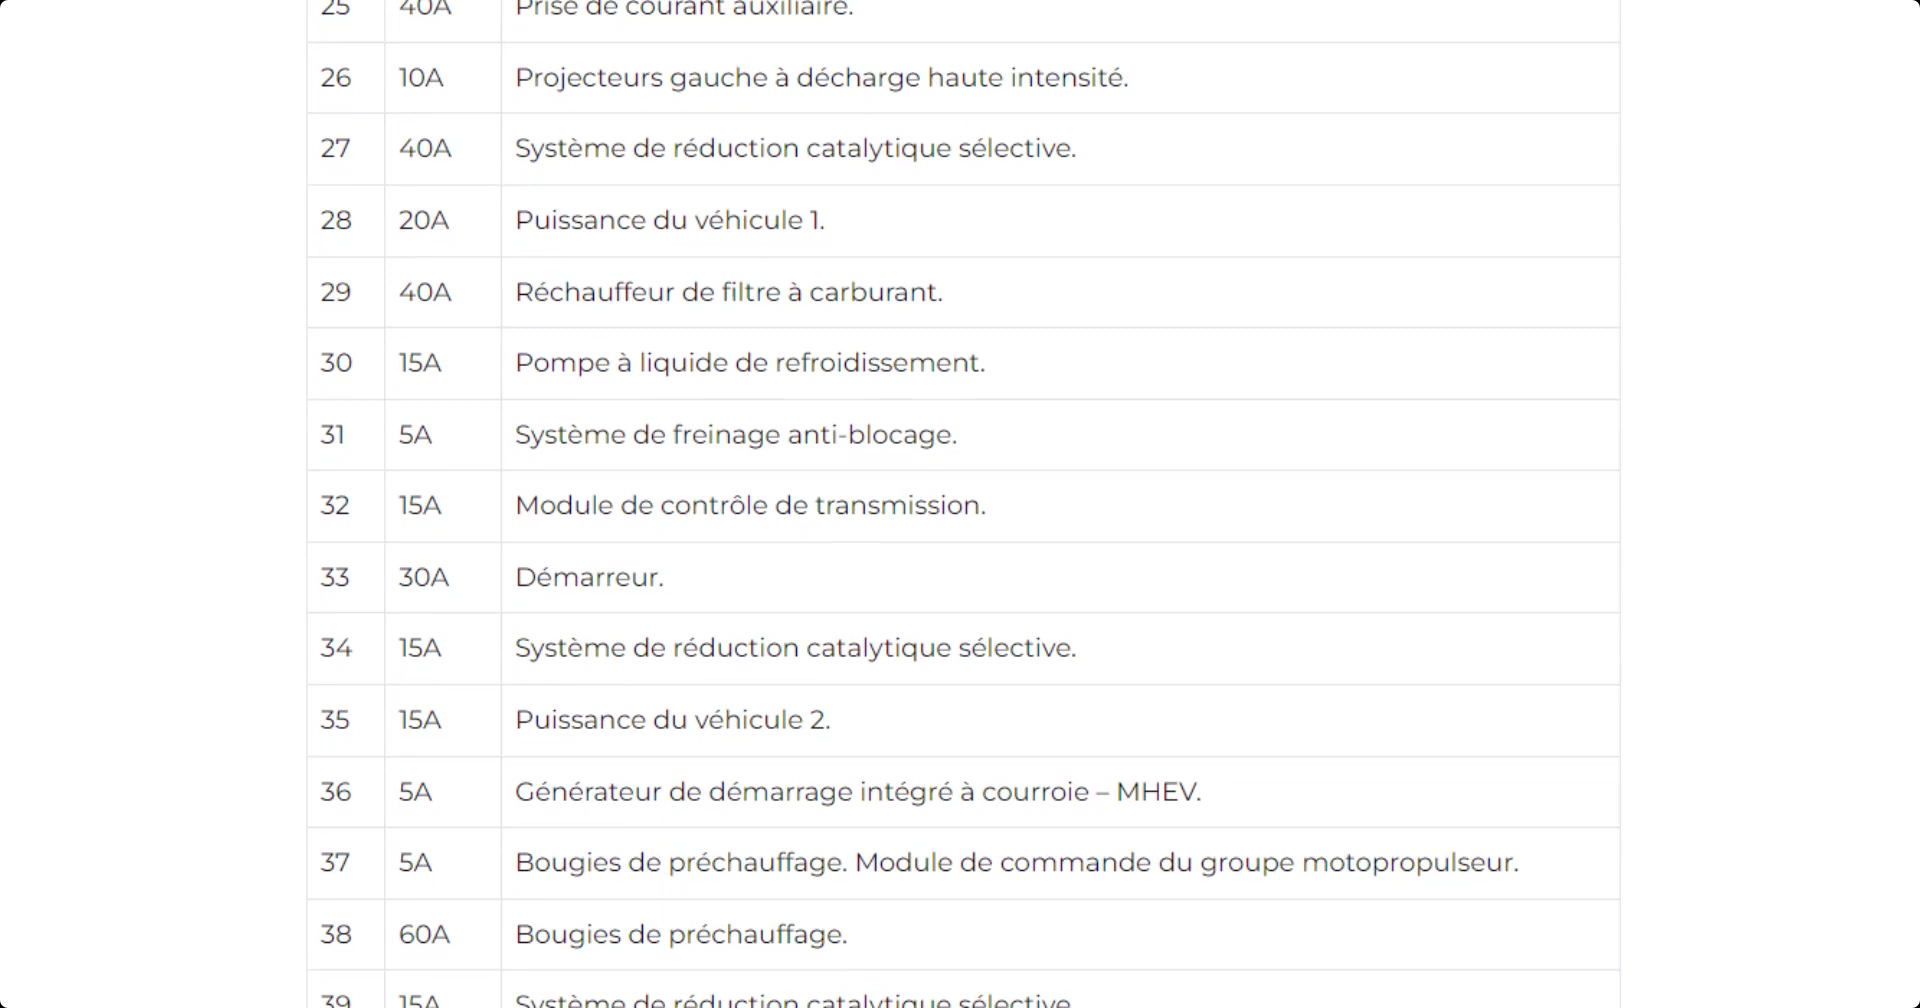 25 40A Prise de courant auxiliaire.
26 10A Projecteurs gauche à décharge haute intensité.
27 40A Système de réduction catalytique sélective.
28 20A Puissance du véhicule 1.
29 40A Réchauffeur de filtre à carburant.
30 15A Pompe à liquide de refroidissement.
31 5A Système de freinage anti-blocage.
32 15A Module de contrôle de transmission.
33 30A Démarreur.
34 15A Système de réduction catalytique sélective.
35 15A Puissance du véhicule 2.
36 5A Générateur de démarrage intégré à courroie – MHEV.
37 5A Bougies de préchauffage. Module de commande du groupe motopropulseur.
38 60A Bougies de préchauffage.
39 15A Système de réduction catalytique sélective.